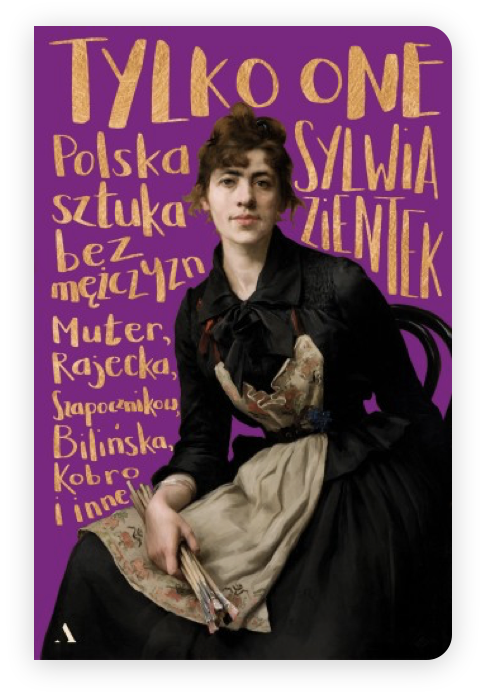 TYLKO ONE
SYLWIA
ZiENTEK
Polska
sztuka
bez
mężczyzn
Muter,
Rajecka,
Szapocznikow,
Bilińska,
Kobro
i inne
A